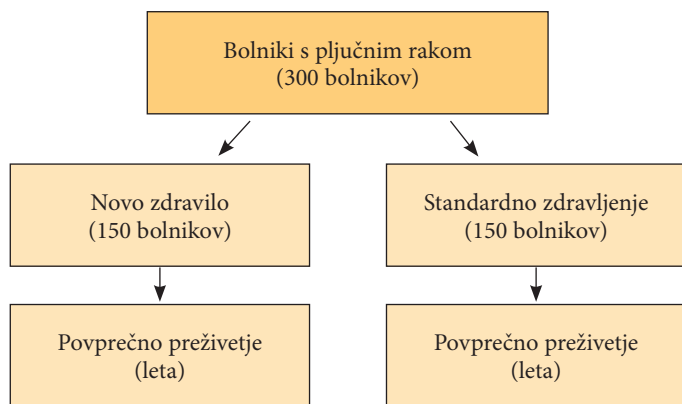 Bolniki s pljučnim rakom
(300 bolnikov)
Novo zdravilo
(150 bolnikov)
Standardno zdravljenje
(150 bolnikov)
Povprečno preživetje
(leta)
Povprečno preživetje
(leta)